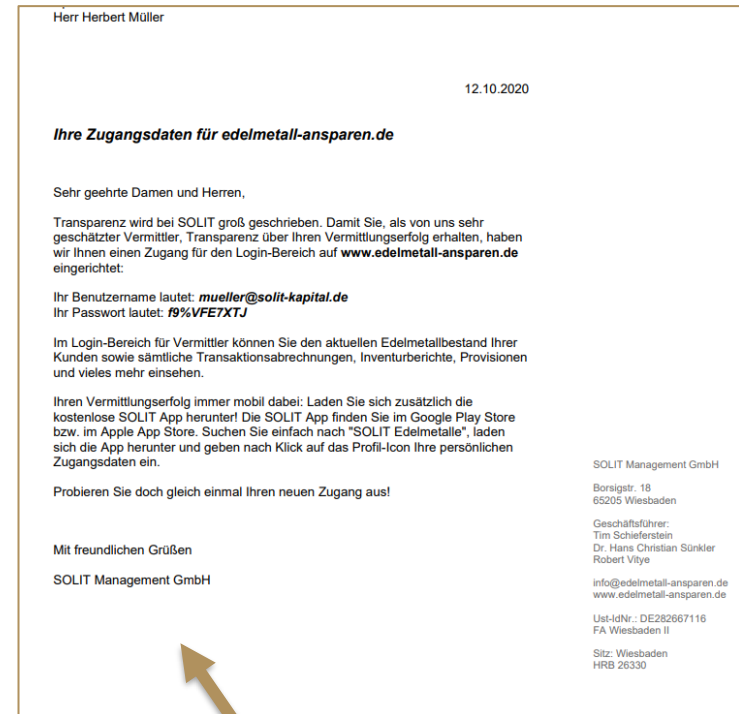 Herr Herbert Müller
12.10.2020
Ihre Zugangsdaten für edelmetall-ansparen.de
Sehr geehrte Damen und Herren,
Transparenz wird bei SOLIT groß geschrieben. Damit Sie, als von uns sehr
geschätzter Vermittler, Transparenz über Ihren Vermittlungserfolg erhalten, haben
wir Ihnen einen Zugang für den Login-Bereich auf www.edelmetall-ansparen.de
eingerichtet:
Ihr Benutzername lautet: mueller@solit-kapital.de
Ihr Passwort lautet: f9%VFE7XTJ
Im Login-Bereich für Vermittler können Sie den aktuellen Edelmetallbestand Ihrer
Kunden sowie sämtliche Transaktionsabrechnungen, Inventurberichte, Provisionen
und vieles mehr einsehen.
Ihren Vermittlungserfolg immer mobil dabei: Laden Sie sich zusätzlich die
kostenlose SOLIT App herunter! Die SOLIT App finden Sie im Google Play Store
bzw. im Apple App Store. Suchen Sie einfach nach "SOLIT Edelmetalle", laden
sich die App herunter und geben nach Klick auf das Profil-Icon Ihre persönlichen
Zugangsdaten ein.
Probieren Sie doch gleich einmal Ihren neuen Zugang aus!
Mit freundlichen Grüßen
SOLIT Management GmbH
SOLIT Management GmbH
Borsigstr. 18
65205 Wiesbaden
Geschäftsführer:
Tim Schieferstein
Dr. Hans Christian Sünkler
Robert Vitye
info@edelmetall-ansparen.de
www.edelmetall-ansparen.de
Ust-IdNr.: DE282667116
FA Wiesbaden II
Sitz: Wiesbaden
HRB 26330